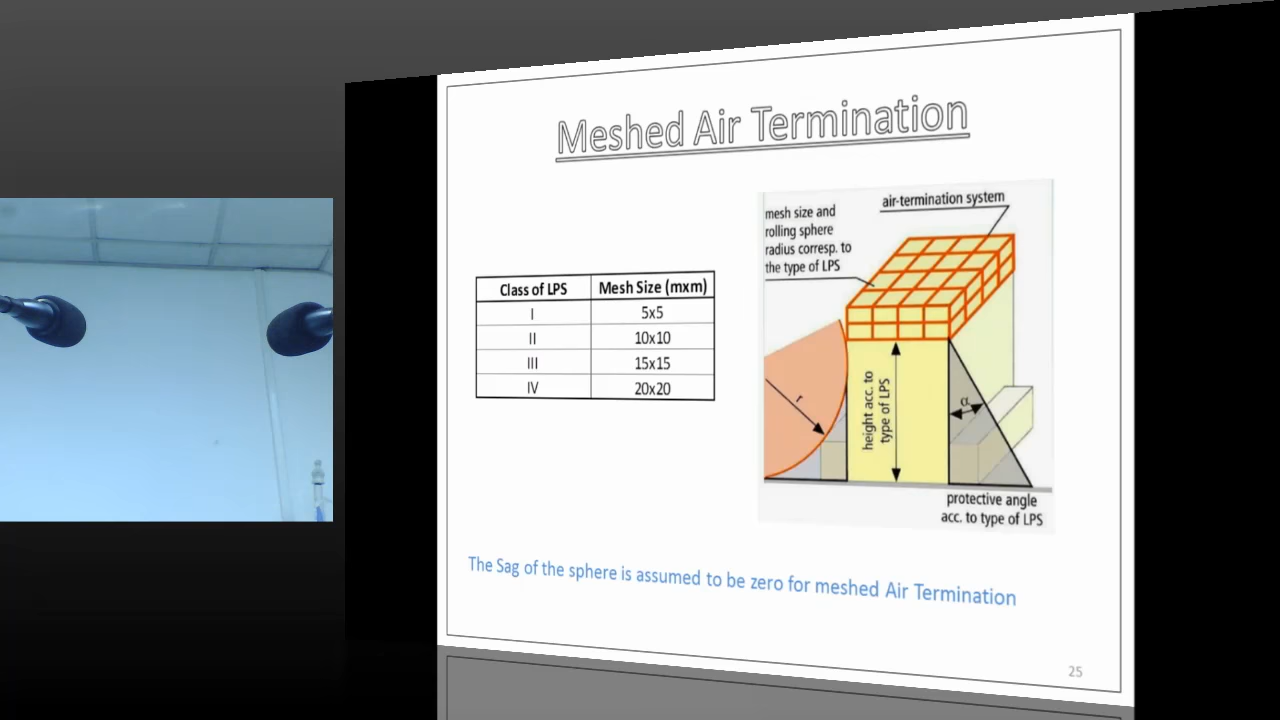 Meshed Air Termination
Class of LPS Mesh Size (mxm)
I 5x5
II 10x10
III 15x15
IV 20x20
mesh size and
rolling sphere
radius corresp. to
the type of LPS
air-termination system
r
height acc. to
type of LPS
α
protective angle
acc. to type of LPS
The Sag of the sphere is assumed to be zero for meshed Air Termination
25